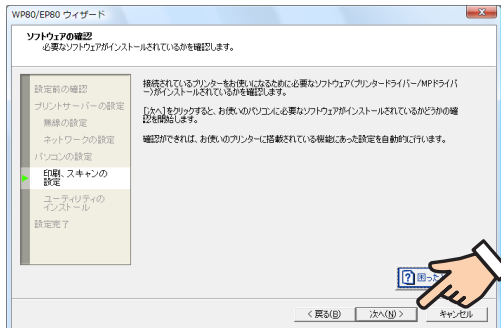 WP80/EP80 ウィザード
ソフトウェアの確認
必要なソフトウェアがインストールされているかを確認します。
設定前の確認
プリントサーバーの設定
無線の設定
ネットワークの設定
パソコンの設定
印刷、スキャンの
設定
ユーティリティの
インストール
設定完了
接続されているプリンターをお使いになるために必要なソフトウェア(プリンタードライバー/MPドライバ
ー)がインストールされているかを確認します。
[次へ]をクリックすると、お使いのパソコンに必要なソフトウェアがインストールされているかどうかの確
認を開始します。
確認ができれば、お使いのプリンターに搭載されている機能にあった設定を自動的に行います。
困った
< 戻る(B)
次へ(N) >
キャンセル